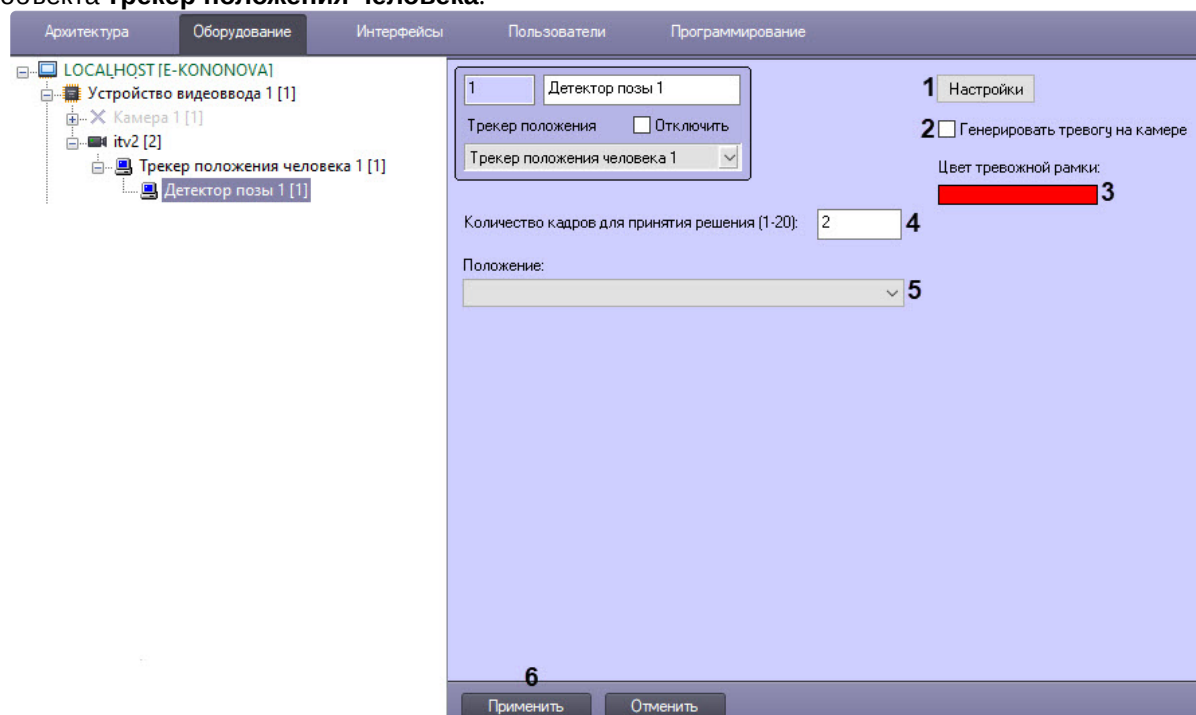 объекта Трекер положения человека.
Архитектура Оборудование Интерфейсы Пользователи Программирование
LOCALHOST [E-KONONOVA]
Устройство видеоввода 1 [1]
Камера 1 [1]
itv2 [2]
Трекер положения человека 1 [1]
Детектор позы 1 [1]
1 Детектор позы 1
Трекер положения Отключить
Трекер положения человека 1
1 Настройки
2 Генерировать тревогу на камере
Цвет тревожной рамки:
3
Количество кадров для принятия решения (1-20): 2 4
Положение:
5
6
Применить Отменить